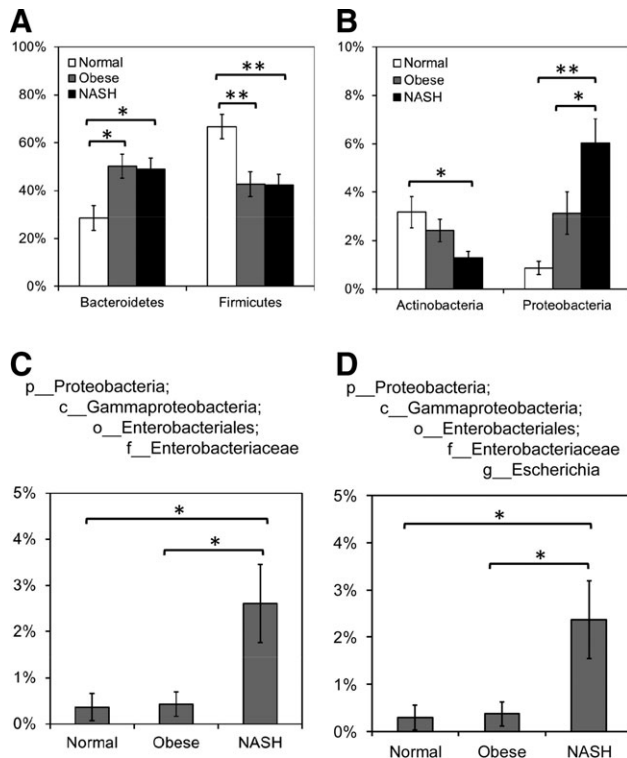 A
100%
80%
60%
40%
20%
0%
Normal
Obese
NASH
*
*
**
**
Bacteroidetes Firmicutes
B
10%
8%
6%
4%
2%
0%
Normal
Obese
NASH
*
**
*
Actinobacteria Proteobacteria
C
p__Proteobacteria;
c__Gammaproteobacteria;
o__Enterobacteriales;
f__Enterobacteriaceae
5%
4%
3%
2%
1%
0%
*
*
Normal Obese NASH
D
p__Proteobacteria;
c__Gammaproteobacteria;
o__Enterobacteriales;
f__Enterobacteriaceae
g__Escherichia
5%
4%
3%
2%
1%
0%
*
*
Normal Obese NASH